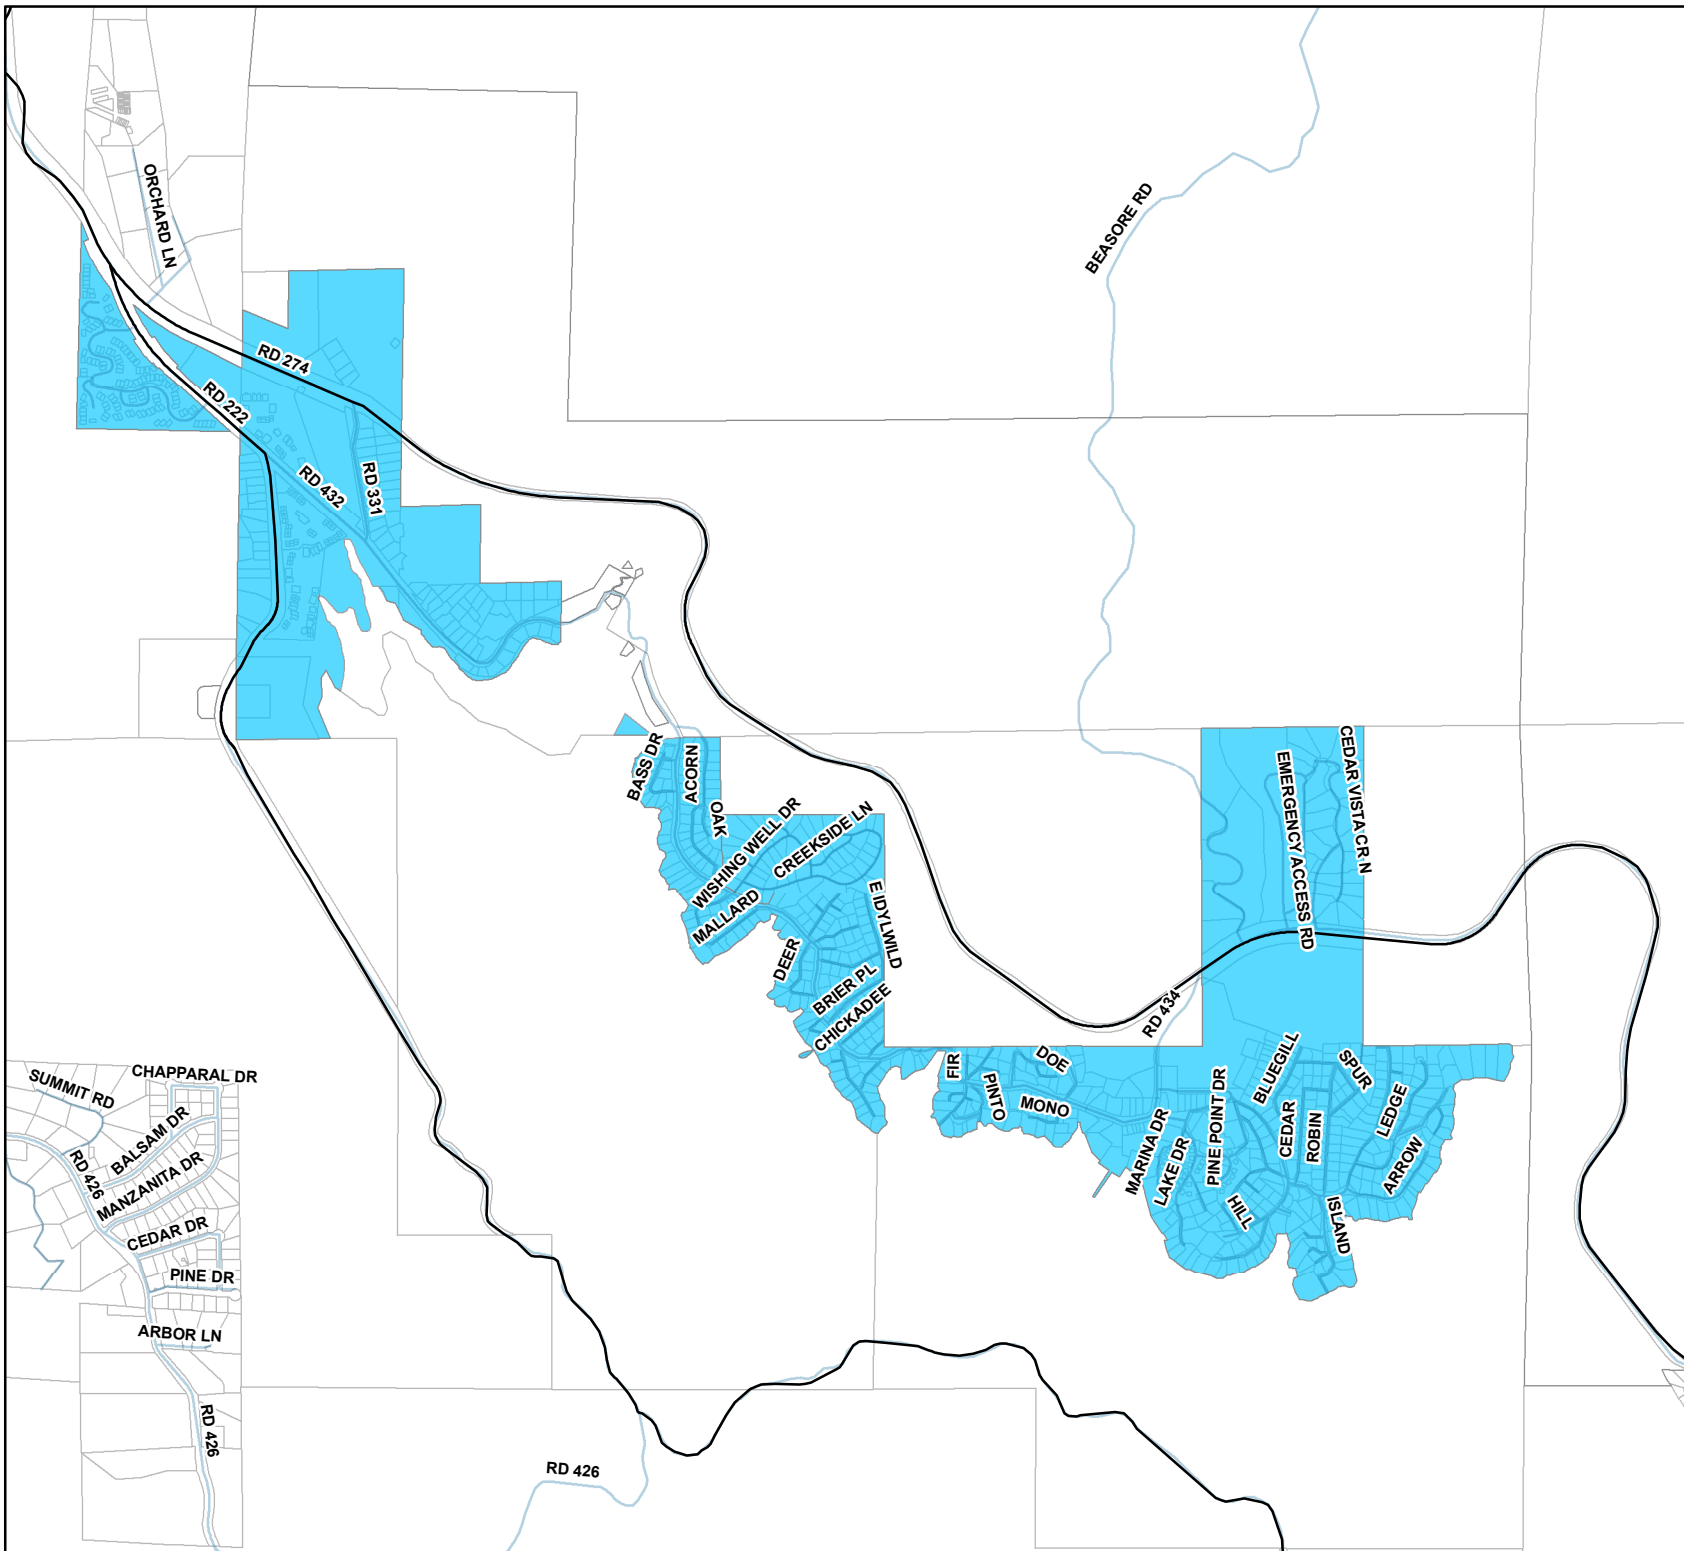 ORCHARD LN
BEASORE RD
RD 274
RD 222
RD 432
RD 331
BASS DR
ACORN
OAK
WISHING WELL DR
CREEKSIDE LN
MALLARD
E IDYLWILD
DEER
BRIER PL
CHICKADEE
EMERGENCY ACCESS RD
CEDAR VISTA CR N
RD 434
FIR
DOE
PINTO
MONO
BLUEGILL
SPUR
PINE POINT DR
MARINA DR
LAKE DR
CEDAR
ROBIN
LEDGE
ARROW
HILL
ISLAND
SUMMIT RD
CHAPPARAL DR
BALSAM DR
RD 426
MANZANITA DR
CEDAR DR
PINE DR
ARBOR LN
RD 426
RD 426